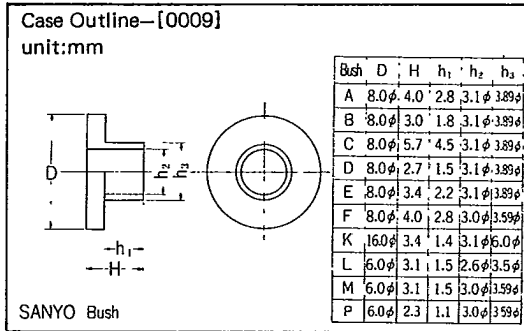 Case Outline—[0009]
unit:mm
D
h₂
h₃
h₁
H
SANYO Bush
Bush D H h₁ h₂ h₃
A 8.0φ 4.0 2.8 3.1φ 3.89φ
B 8.0φ 3.0 1.8 3.1φ 3.89φ
C 8.0φ 5.7 4.5 3.1φ 3.89φ
D 8.0φ 2.7 1.5 3.1φ 3.89φ
E 8.0φ 3.4 2.2 3.1φ 3.89φ
F 8.0φ 4.0 2.8 3.0φ 3.59φ
K 16.0φ 3.4 1.4 3.1φ 6.0φ
L 6.0φ 3.1 1.5 2.6φ 3.5φ
M 6.0φ 3.1 1.5 3.0φ 3.59φ
P 6.0φ 2.3 1.1 3.0φ 359φ